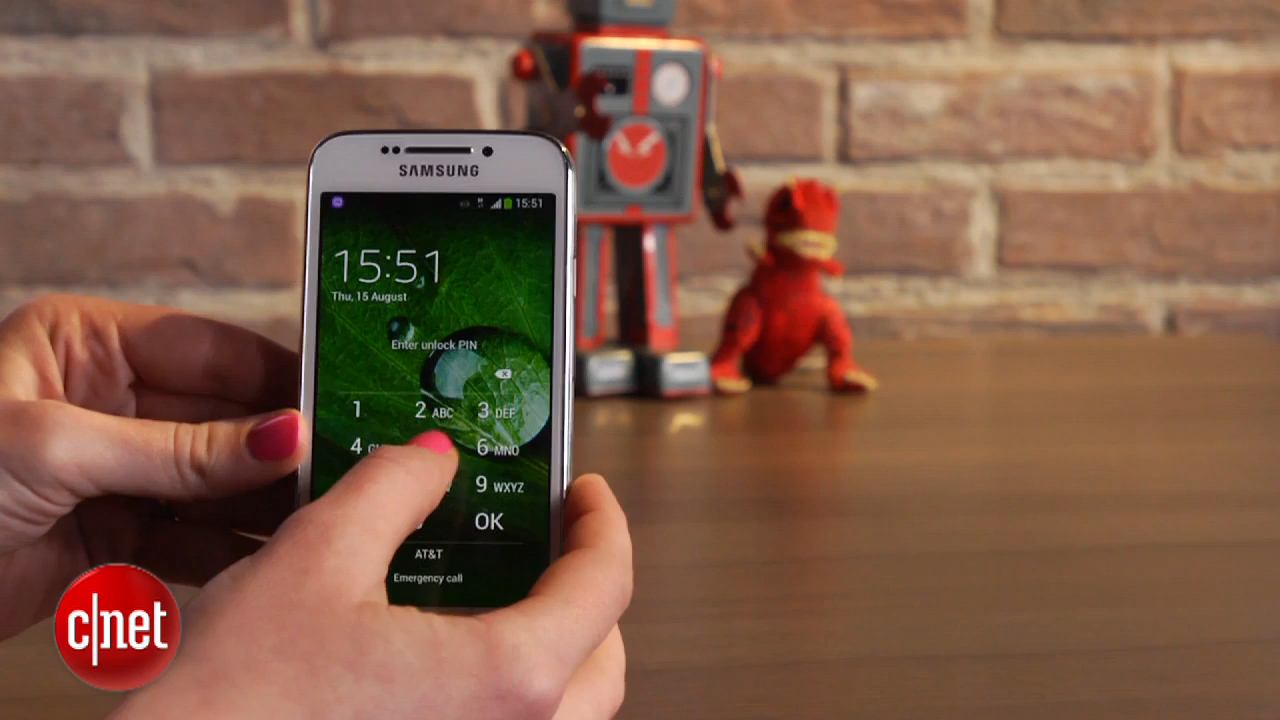 SAMSUNG
15:51
15:51
Thu, 15 August
Enter unlock PIN
1 2 ABC 3 DEF
4 6 MNO
9 WXYZ
OK
AT&T
Emergency call
c|net